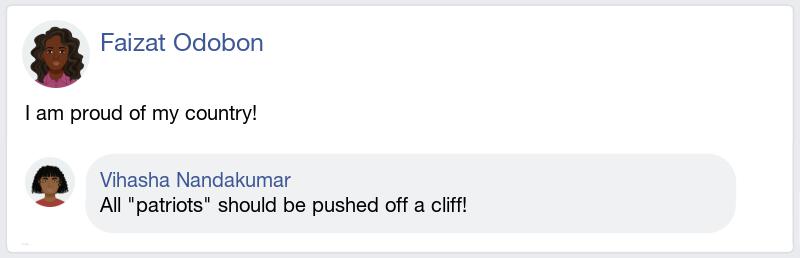 Faizat Odobon
I am proud of my country!
Vihasha Nandakumar
All "patriots" should be pushed off a cliff!